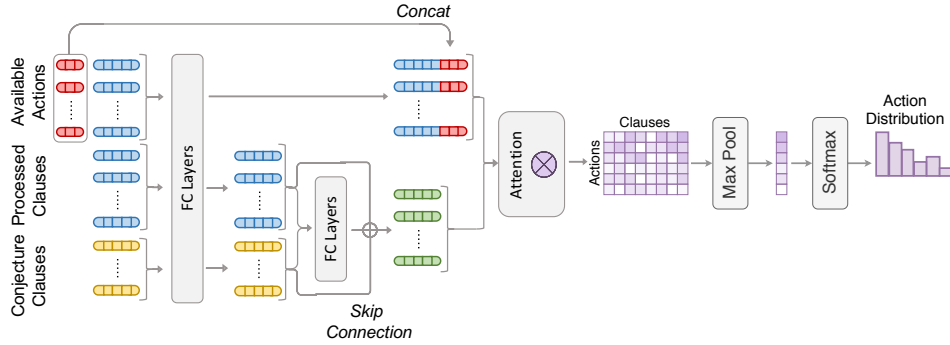 Concat
Available
Actions
Processed
Clauses
Conjecture
Clauses
FC Layers
FC Layers
Skip
Connection
Attention
Clauses
Actions
Max Pool
Softmax
Action
Distribution